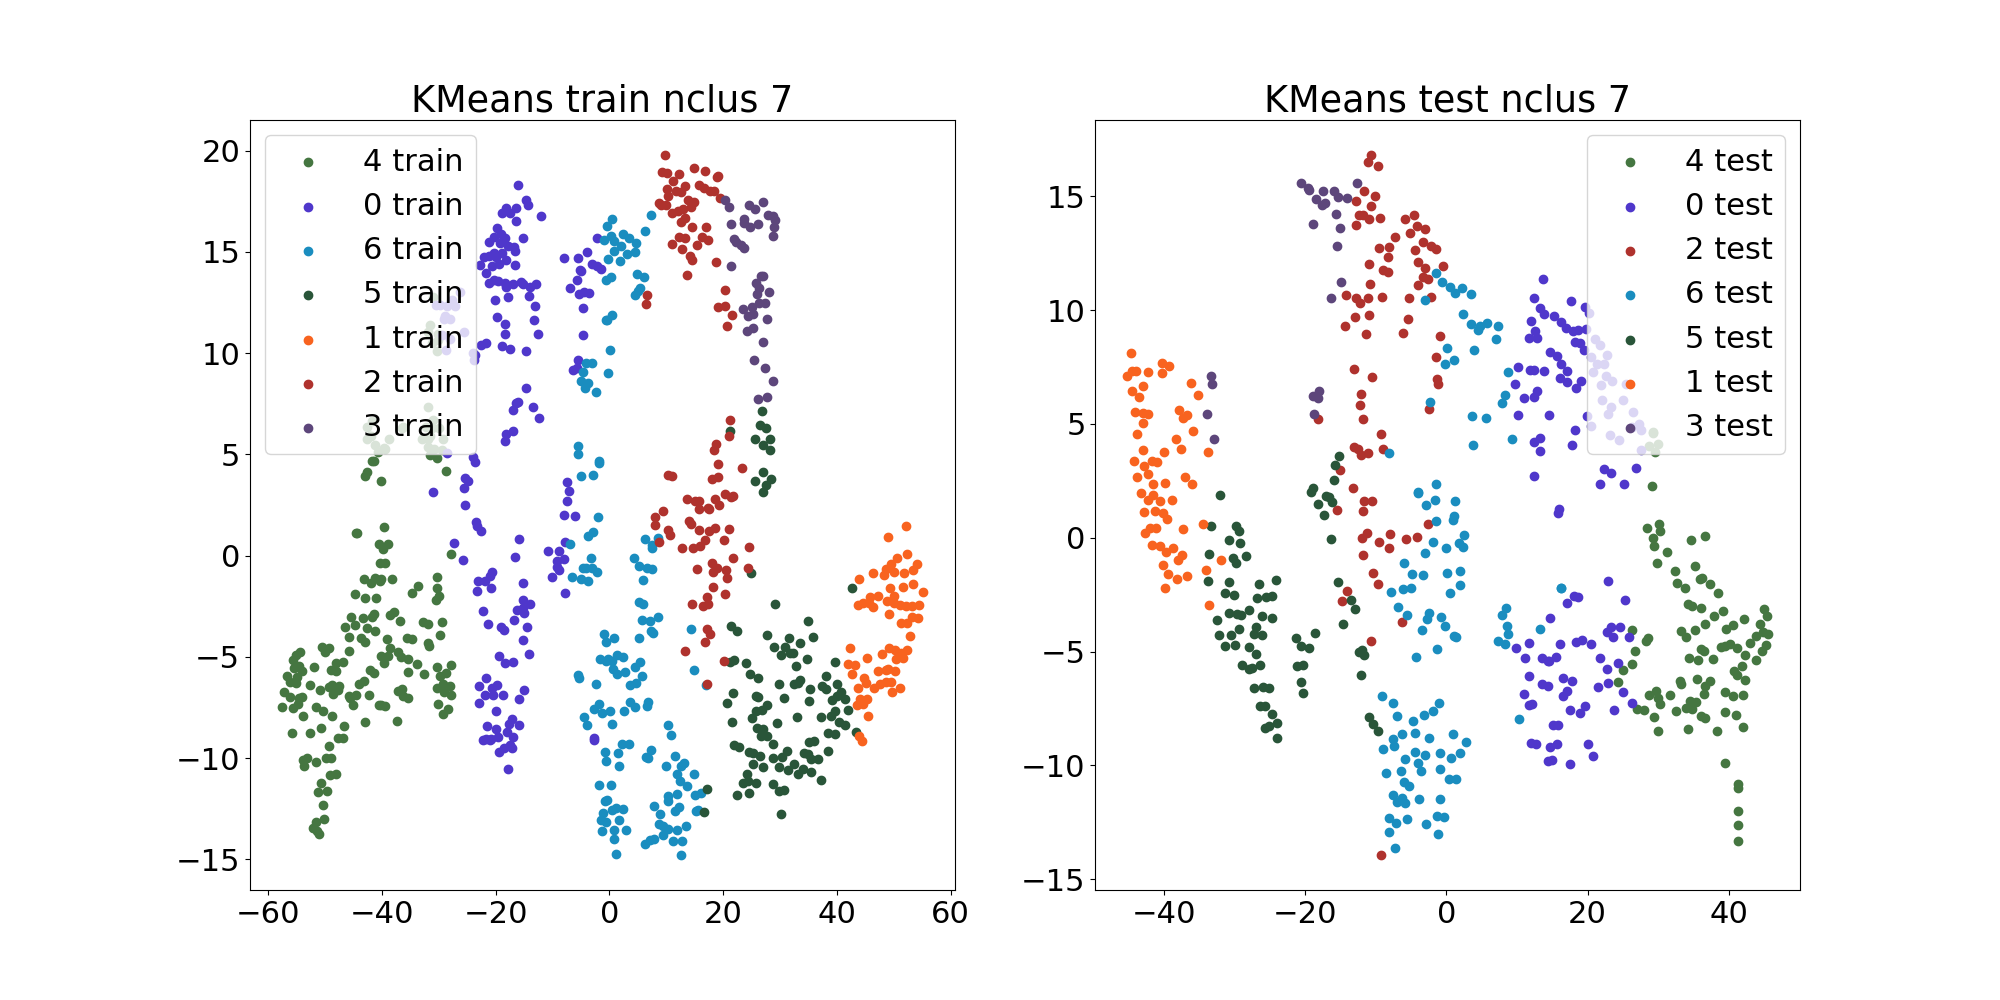 KMeans train nclus 7
20
15
10
5
0
−5
−10
−15
−60
−40
−20
0
20
40
60
4 train
0 train
6 train
5 train
1 train
2 train
3 train
KMeans test nclus 7
15
10
5
0
−5
−10
−15
−40
−20
0
20
40
4 test
0 test
2 test
6 test
5 test
1 test
3 test